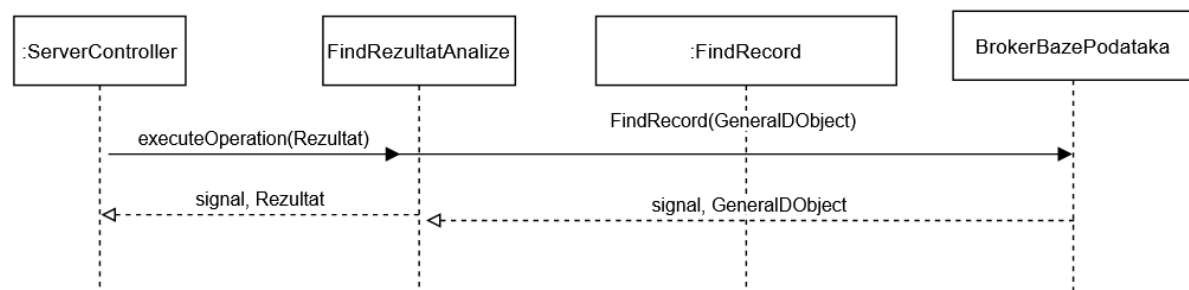 :ServerController
FindRezultatAnalize
:FindRecord
BrokerBazePodataka
executeOperation(Rezultat)
FindRecord(GeneralDObject)
signal, Rezultat
signal, GeneralDObject